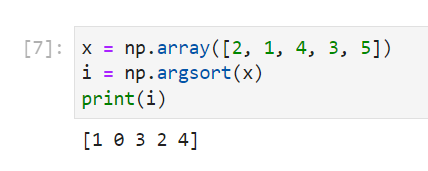 [7]: x = np.array([2, 1, 4, 3, 5])
i = np.argsort(x)
print(i)
[1 0 3 2 4]